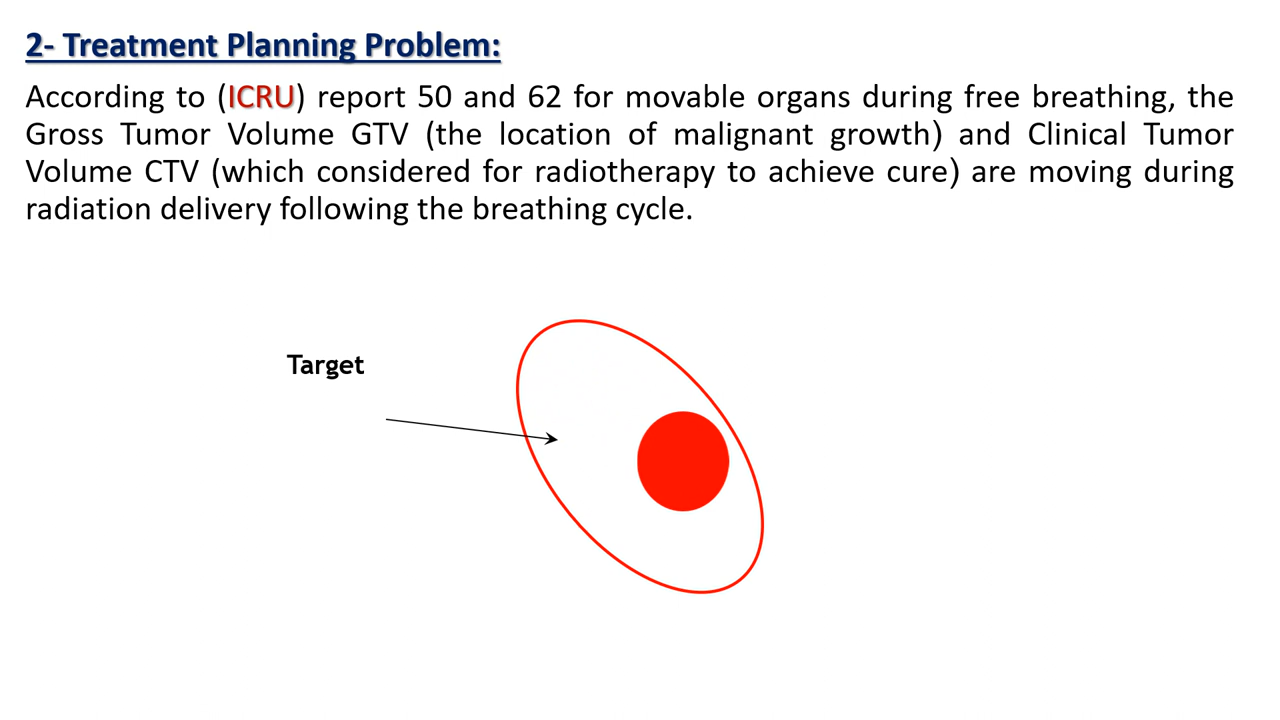 2- Treatment Planning Problem:
According to (ICRU) report 50 and 62 for movable organs during free breathing, the
Gross Tumor Volume GTV (the location of malignant growth) and Clinical Tumor
Volume CTV (which considered for radiotherapy to achieve cure) are moving during
radiation delivery following the breathing cycle.
Target